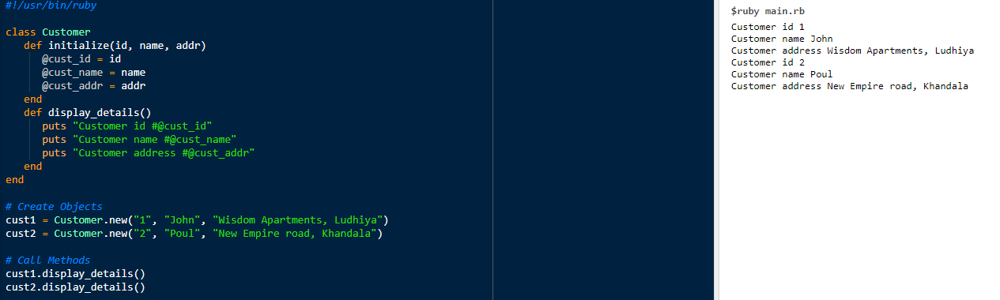 #!/usr/bin/ruby
class Customer
   def initialize(id, name, addr)
      @cust_id = id
      @cust_name = name
      @cust_addr = addr
   end
   def display_details()
      puts "Customer id #@cust_id"
      puts "Customer name #@cust_name"
      puts "Customer address #@cust_addr"
   end
end
# Create Objects
cust1 = Customer.new("1", "John", "Wisdom Apartments, Ludhiya")
cust2 = Customer.new("2", "Poul", "New Empire road, Khandala")
# Call Methods
cust1.display_details()
cust2.display_details()
$ruby main.rb
Customer id 1
Customer name John
Customer address Wisdom Apartments, Ludhiya
Customer id 2
Customer name Poul
Customer address New Empire road, Khandala